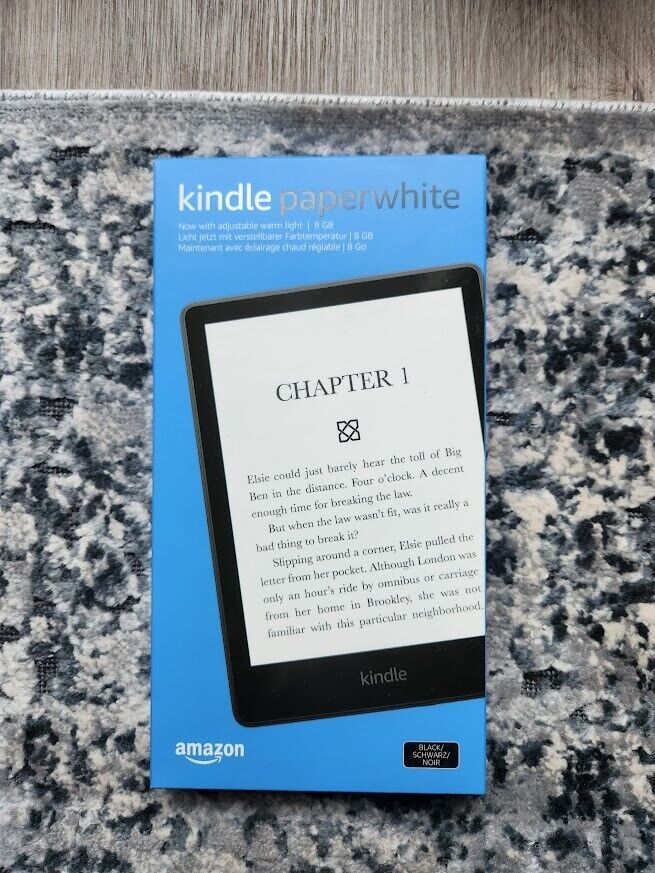 kindle paperwhite
Now with adjustable warm light | 8 GB
Licht jetzt mit verstellbarer Farbtemperatur | 8 GB
Maintenant avec éclairage chaud réglable | 8 Go
CHAPTER 1
Elsie could just barely hear the toll of Big
Ben in the distance. Four o'clock. A decent
enough time for breaking the law.
But when the law wasn't fit, was it really a
bad thing to break it?
Slipping around a corner, Elsie pulled the
letter from her pocket. Although London was
only an hour's ride by omnibus or carriage
from her home in Brookley, she was not
familiar with this particular neighborhood.
kindle
amazon
BLACK/
SCHWARZ/
NOIR